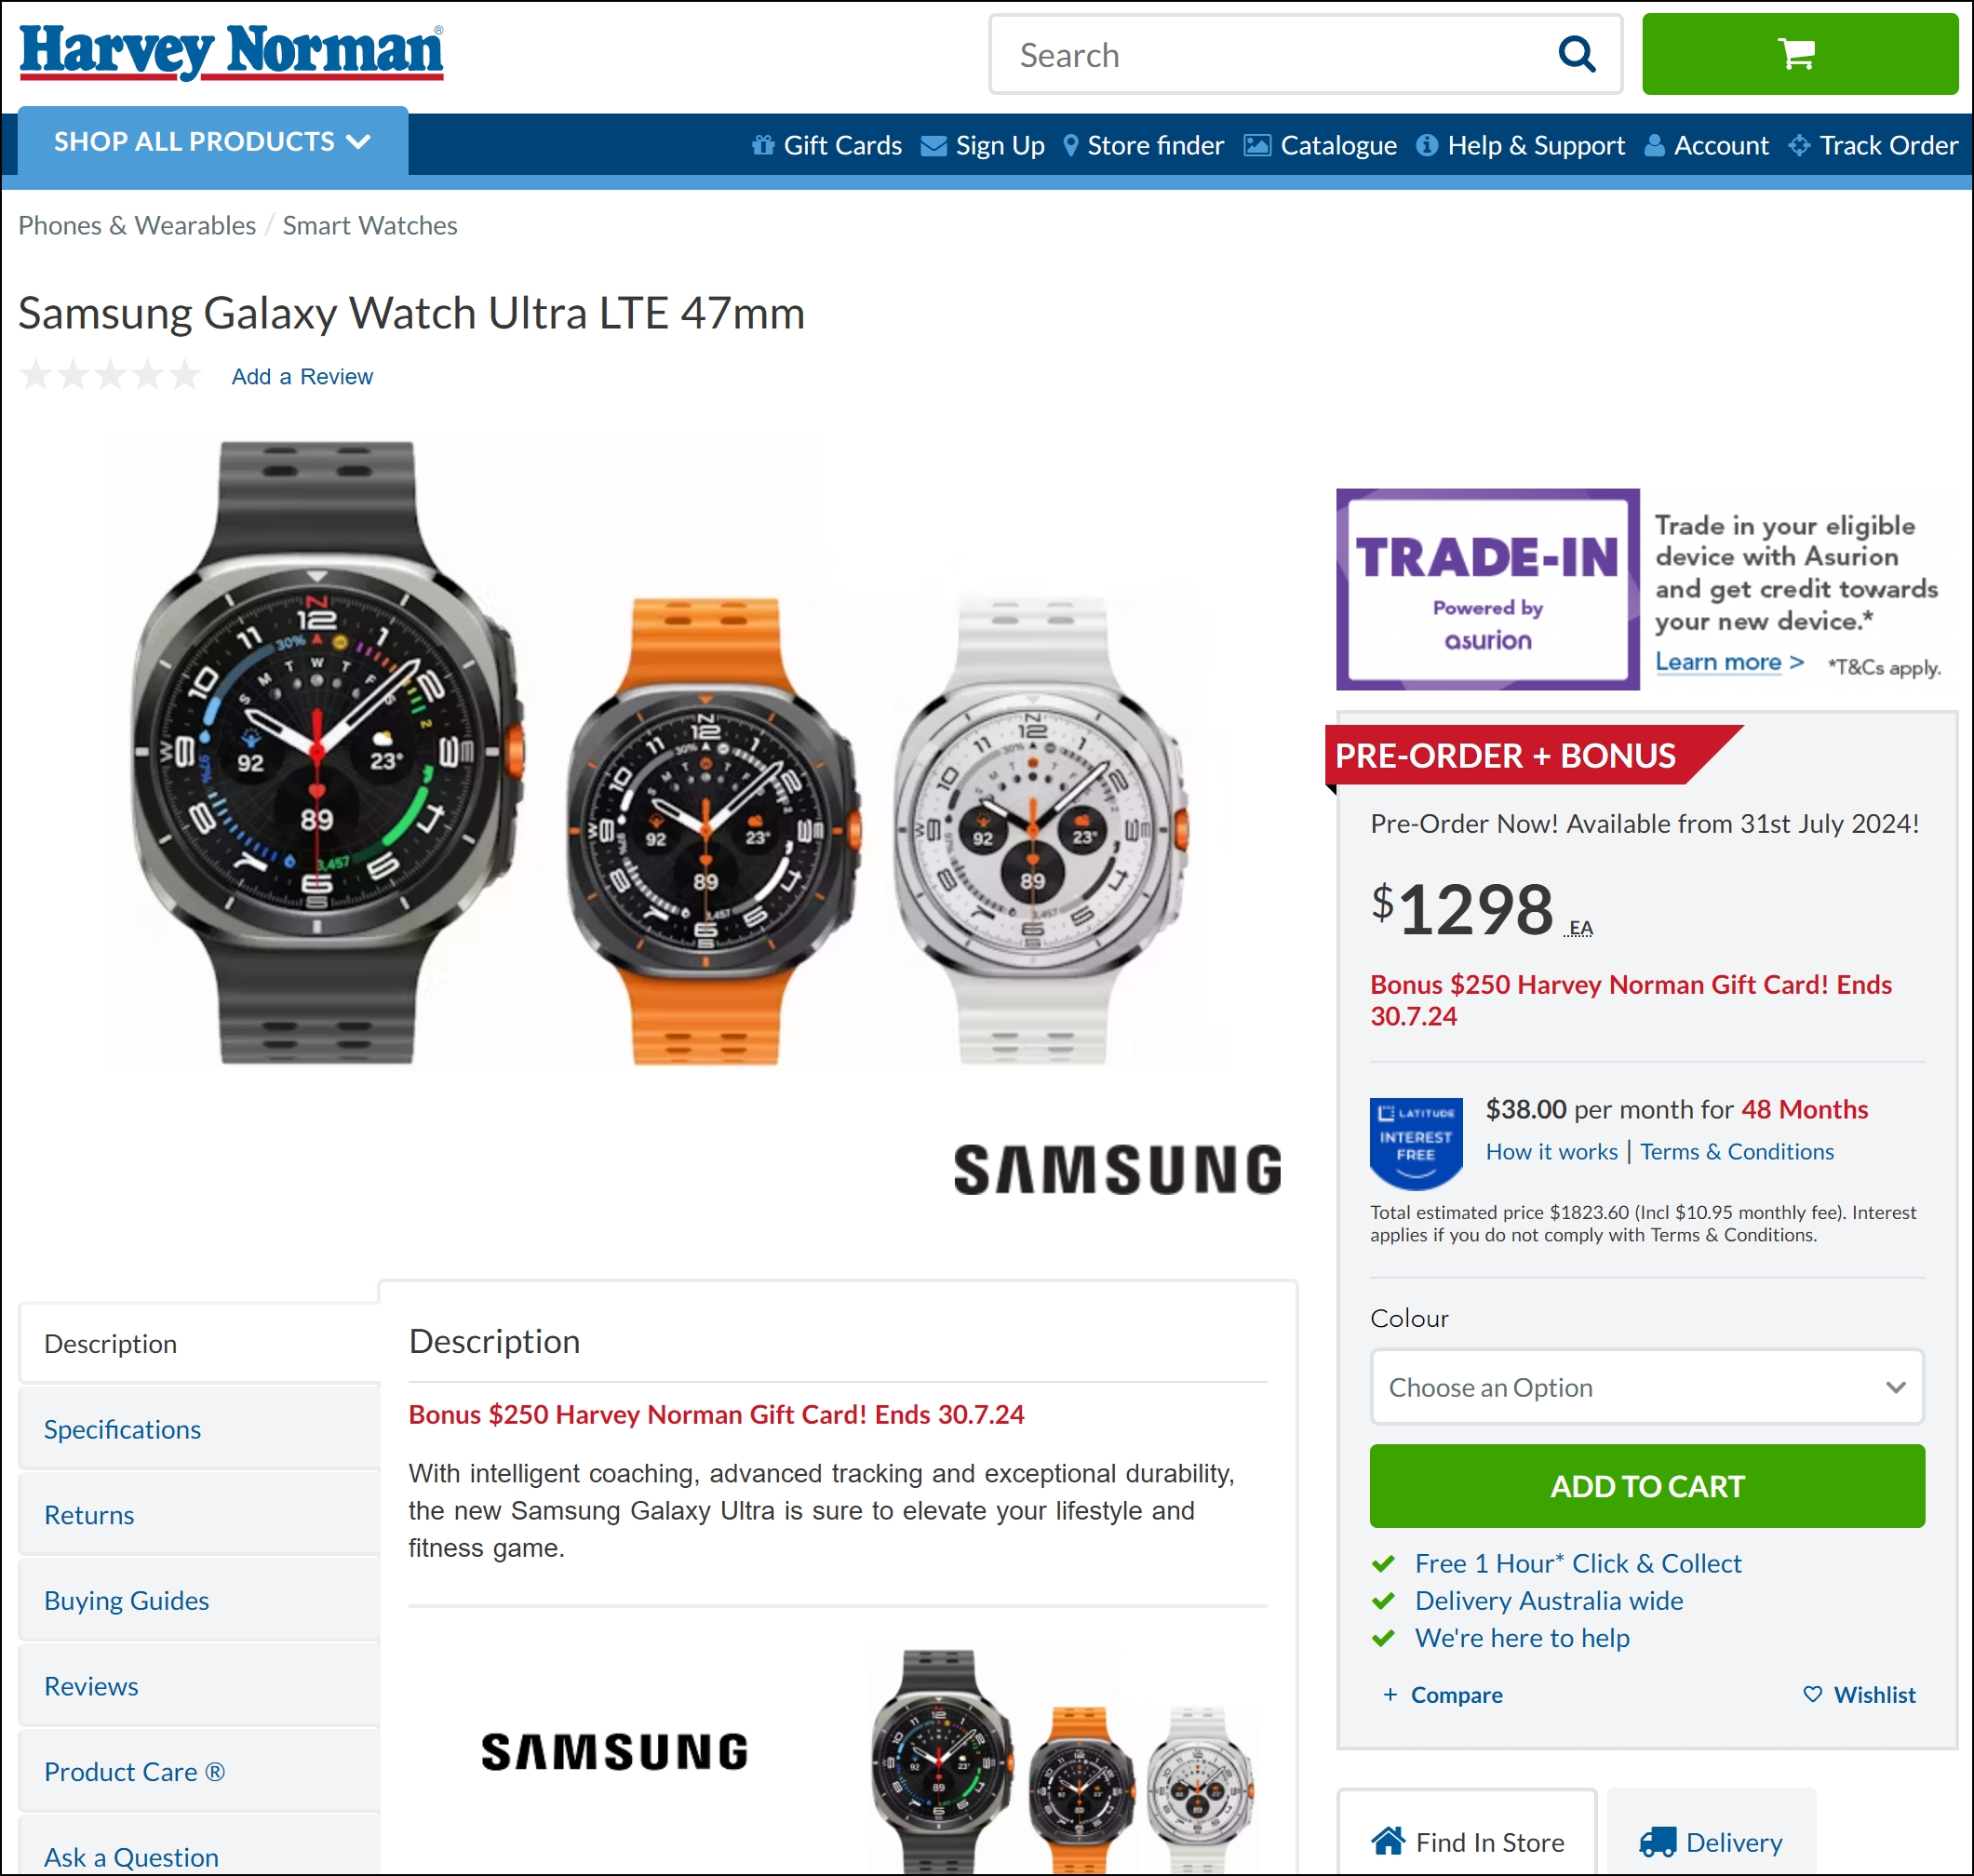 Harvey Norman®
Search
SHOP ALL PRODUCTS
Gift Cards Sign Up Store finder Catalogue Help & Support Account Track Order
Phones & Wearables / Smart Watches
Samsung Galaxy Watch Ultra LTE 47mm
Add a Review
TRADE-IN
Powered by
asurion
Trade in your eligible
device with Asurion
and get credit towards
your new device.*
Learn more > *T&Cs apply.
PRE-ORDER + BONUS
Pre-Order Now! Available from 31st July 2024!
$1298 EA
Bonus $250 Harvey Norman Gift Card! Ends
30.7.24
LATITUDE
INTEREST
FREE
$38.00 per month for 48 Months
How it works | Terms & Conditions
Total estimated price $1823.60 (Incl $10.95 monthly fee). Interest
applies if you do not comply with Terms & Conditions.
Colour
Choose an Option
ADD TO CART
Free 1 Hour* Click & Collect
Delivery Australia wide
We're here to help
+ Compare
Wishlist
Find In Store
Delivery
SAMSUNG
Description
Specifications
Returns
Buying Guides
Reviews
Product Care ®
Ask a Question
Description
Bonus $250 Harvey Norman Gift Card! Ends 30.7.24
With intelligent coaching, advanced tracking and exceptional durability,
the new Samsung Galaxy Ultra is sure to elevate your lifestyle and
fitness game.
SAMSUNG